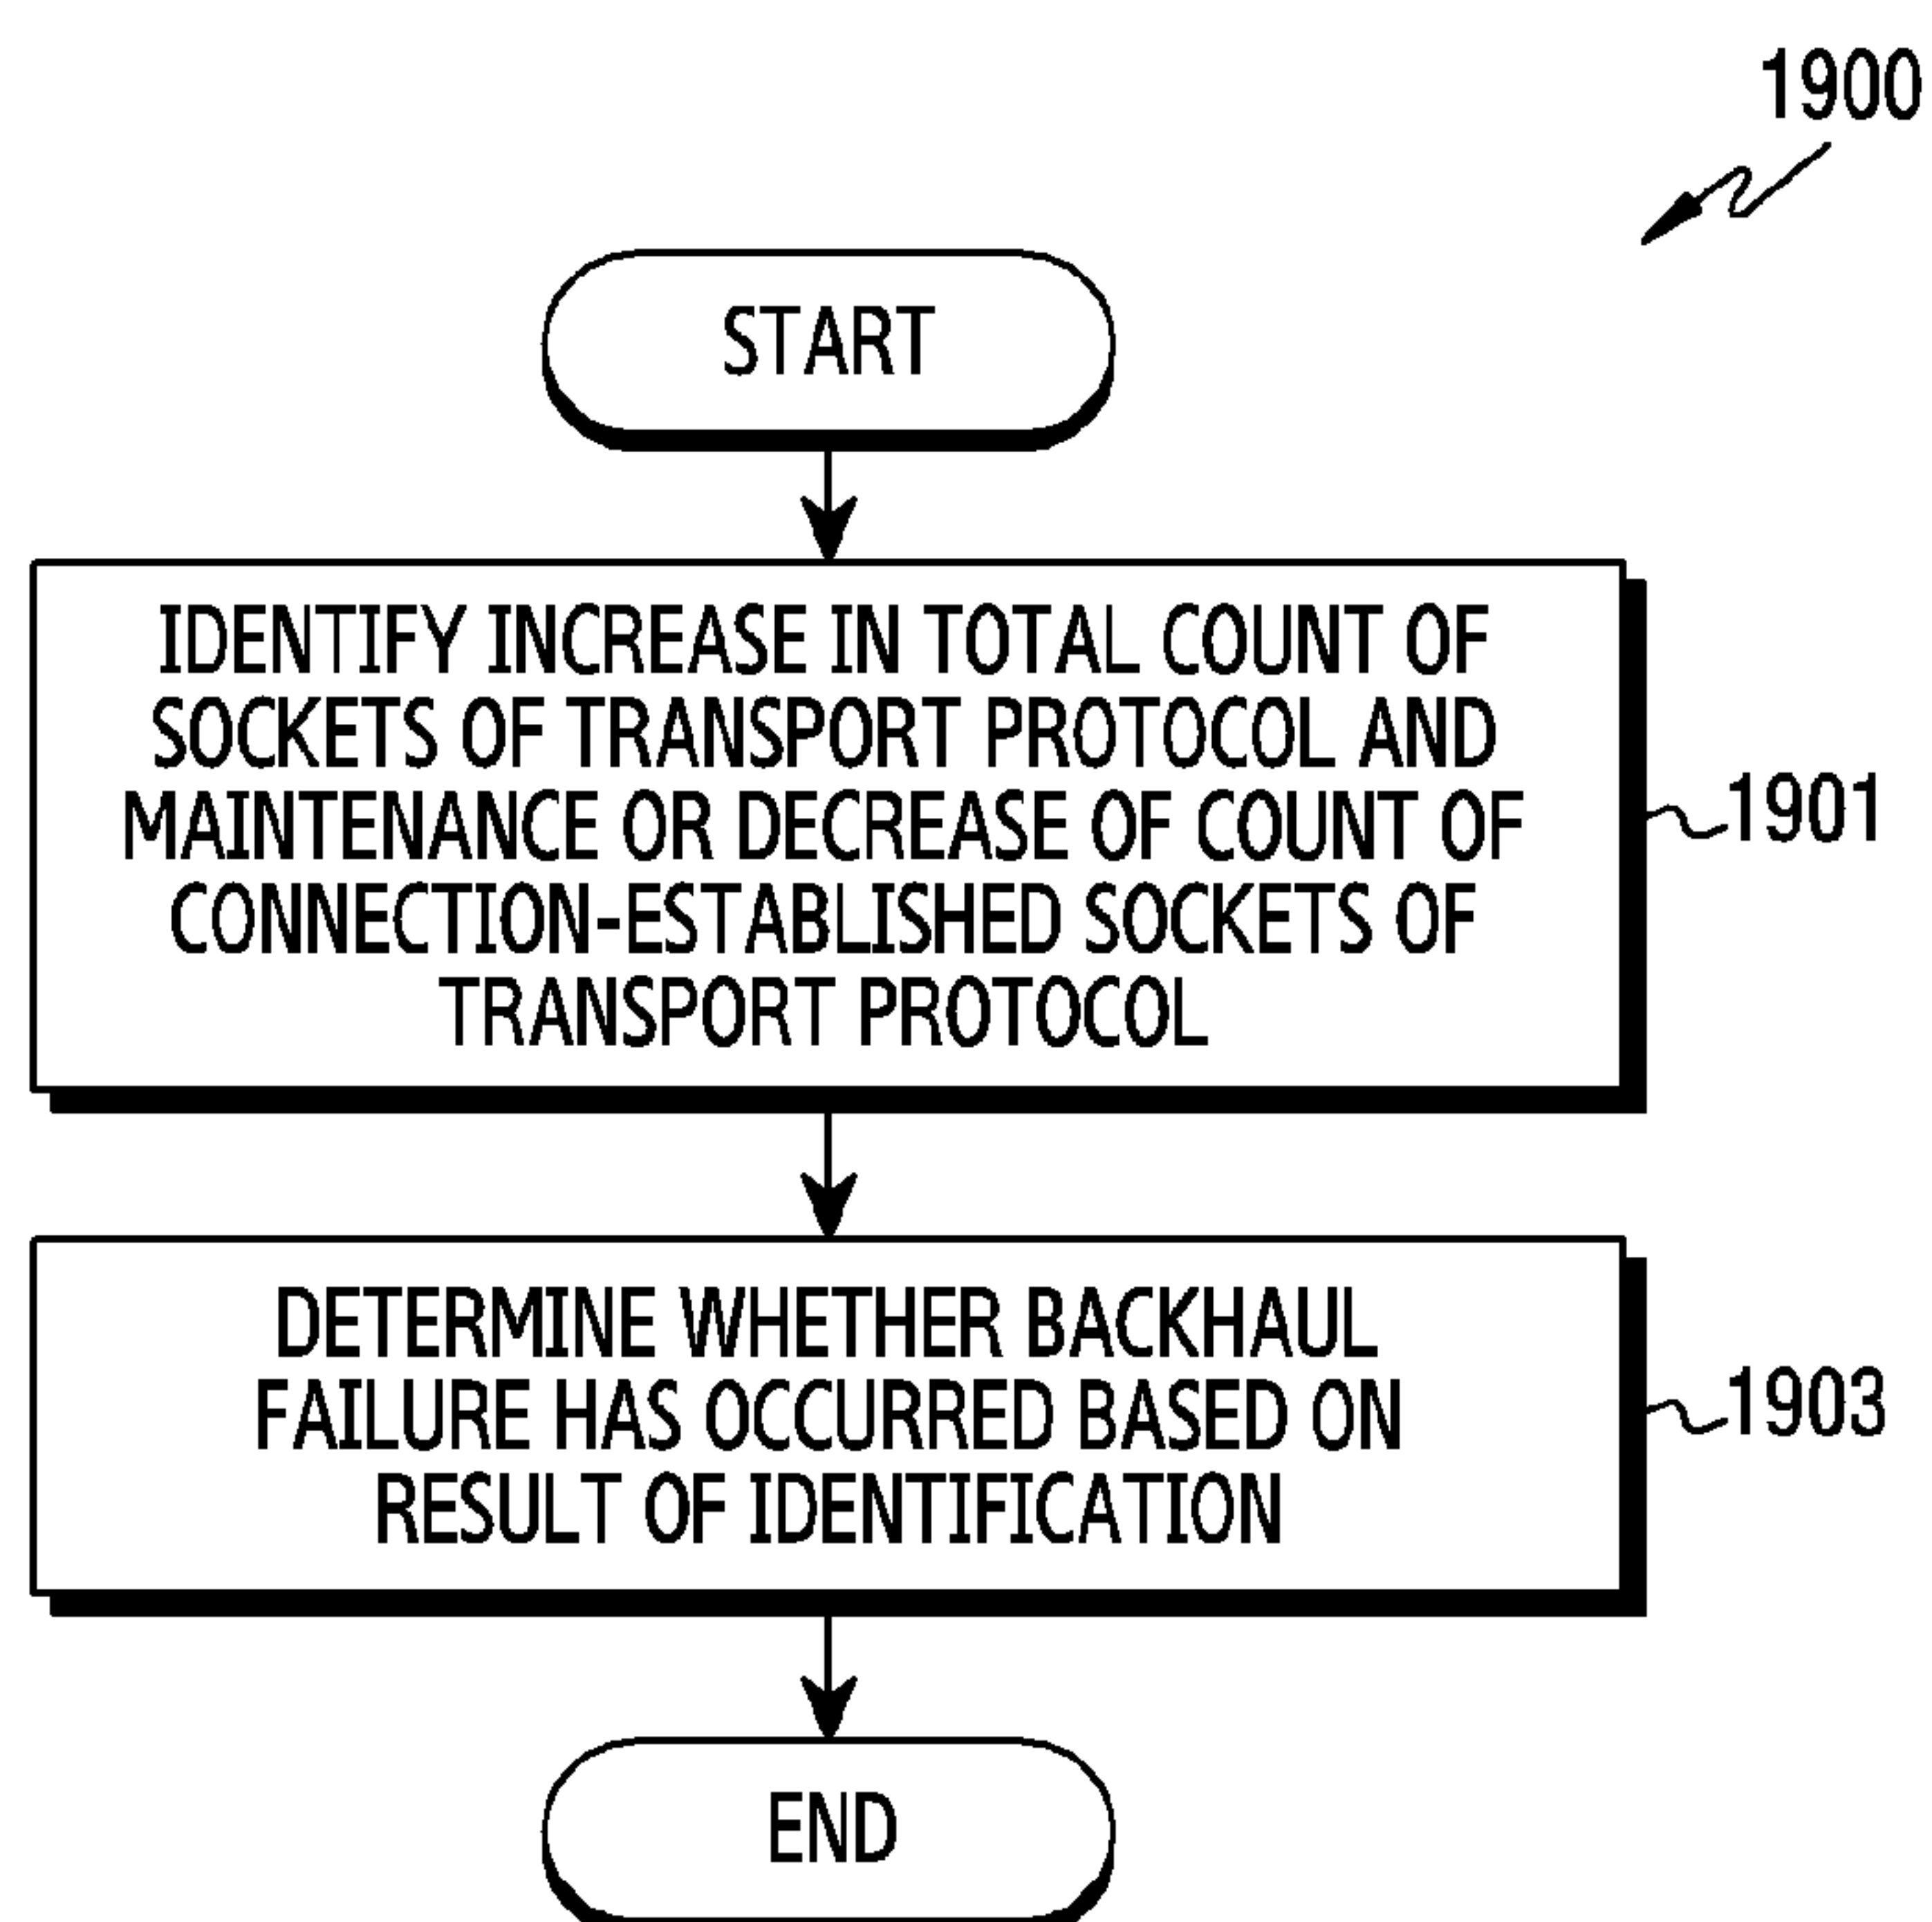 1900
START
IDENTIFY INCREASE IN TOTAL COUNT OF
SOCKETS OF TRANSPORT PROTOCOL AND
MAINTENANCE OR DECREASE OF COUNT OF
CONNECTION-ESTABLISHED SOCKETS OF
TRANSPORT PROTOCOL
1901
DETERMINE WHETHER BACKHAUL
FAILURE HAS OCCURRED BASED ON
RESULT OF IDENTIFICATION
1903
END